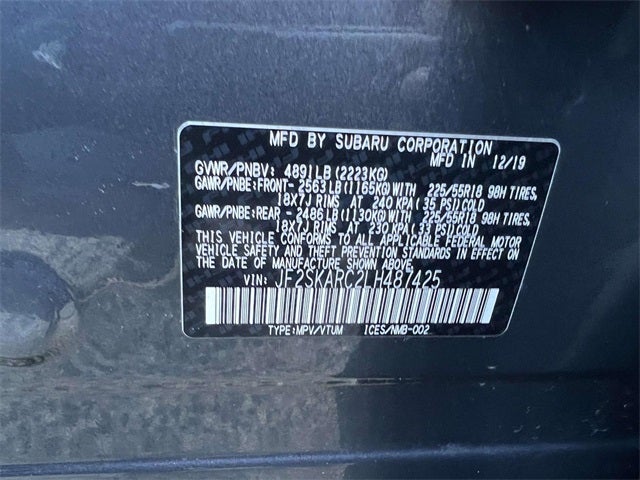 MFD BY SUBARU CORPORATION
MFD IN 12/19
GVWR/PNBV: 4891LB (2223KG)
GAWR/PNBE:FRONT- 2563LB(1165KG)WITH 225/55R18 98H TIRES,
18X7J RIMS AT 240 KPA( 35 PSI)COLD
GAWR/PNBE:REAR - 2486LB(1130KG)WITH 225/55R18 98H TIRES,
18X7J RIMS AT 230 KPA( 33 PSI)COLD
THIS VEHICLE CONFORMS TO ALL APPLICABLE FEDERAL MOTOR
VEHICLE SAFETY AND THEFT PREVENTION STANDARDS IN EFFECT ON
THE DATE OF MANUFACTURE SHOWN ABOVE.
VIN: JF2SKARC2LH487425
TYPE:MPV/VTUM ICES/NMB-002